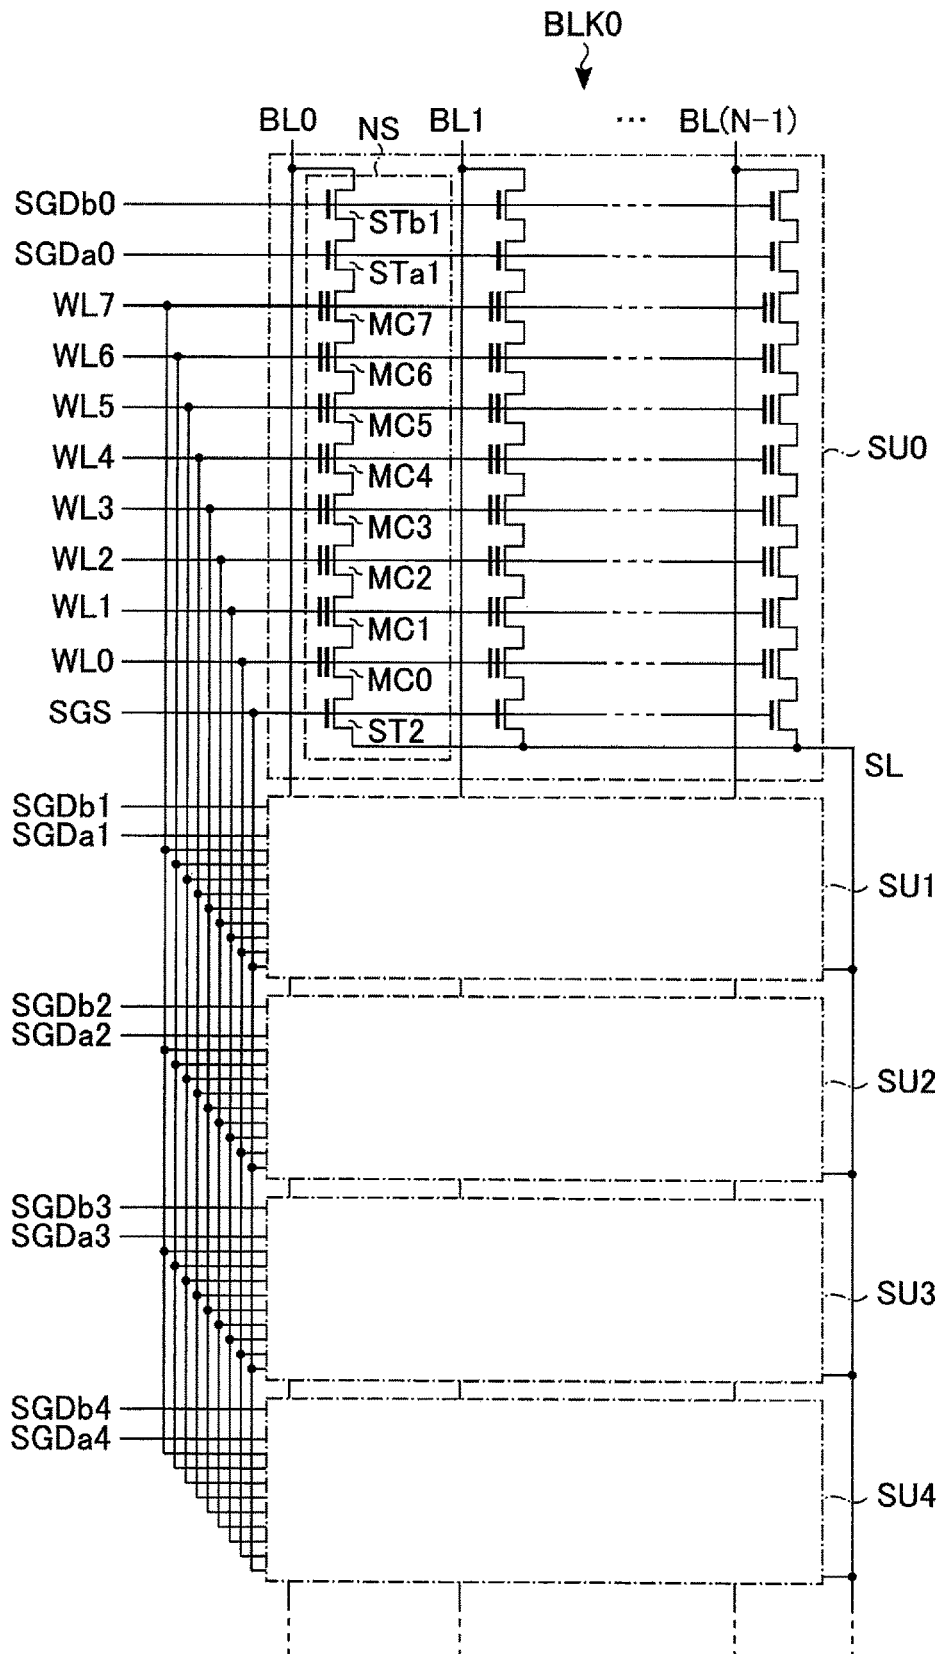 BLK0
BL0 NS BL1 ... BL(N-1)
SGDb0 STb1
SGDa0 STa1
WL7 MC7
WL6 MC6
WL5 MC5
WL4 MC4 SU0
WL3 MC3
WL2 MC2
WL1 MC1
WL0 MC0
SGS ST2
SL
SGDb1
SGDa1
SU1
SGDb2
SGDa2
SU2
SGDb3
SGDa3
SU3
SGDb4
SGDa4
SU4